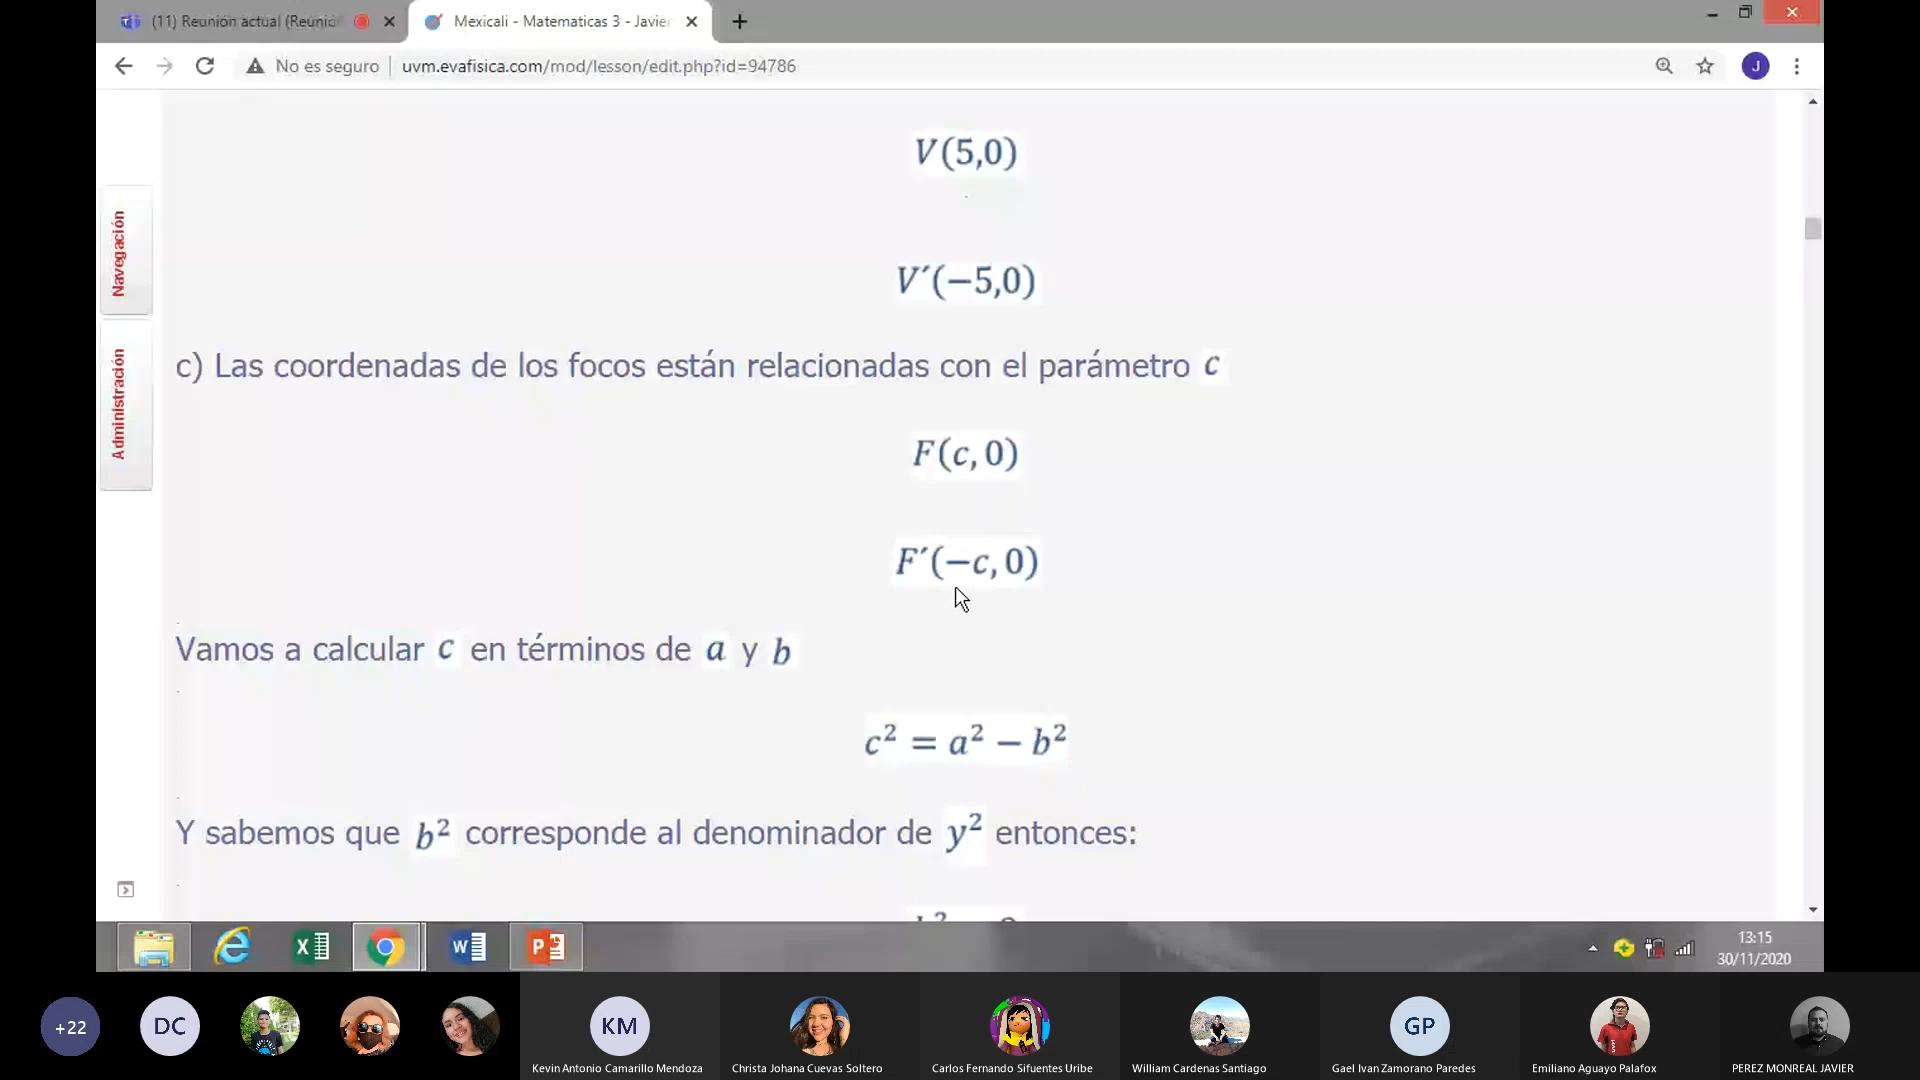 (11) Reunión actual (Reunió
Mexicali - Matematicas 3 - Javie
No es seguro
uvm.evafisica.com/mod/lesson/edit.php?id=94786
J
Navegación
Administración
V(5,0)
V´(−5,0)
c) Las coordenadas de los focos están relacionadas con el parámetro c
F(c, 0)
F´(−c, 0)
Vamos a calcular c en términos de a y b
c² = a² − b²
Y sabemos que b² corresponde al denominador de y² entonces:
13:15
30/11/2020
+22
DC
KM
GP
Kevin Antonio Camarillo Mendoza
Christa Johana Cuevas Soltero
Carlos Fernando Sifuentes Uribe
William Cardenas Santiago
Gael Ivan Zamorano Paredes
Emiliano Aguayo Palafox
PEREZ MONREAL JAVIER